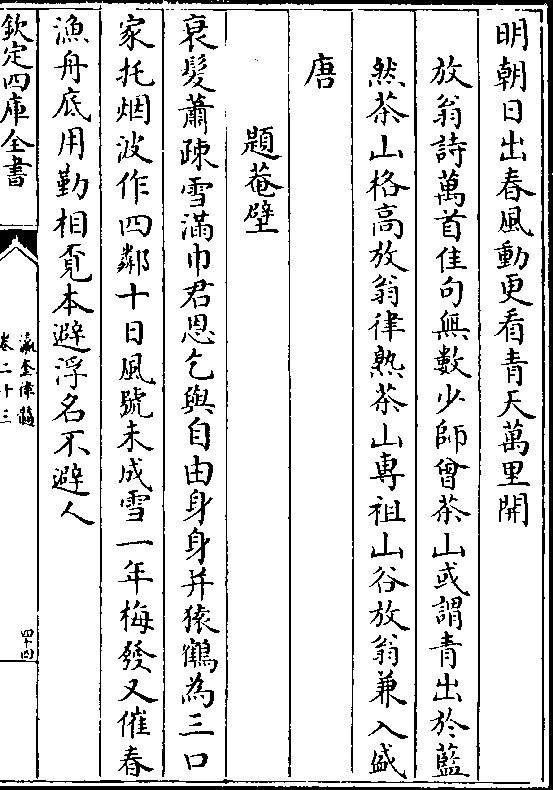 明朝日出春風動更看青天萬里開
放翁詩萬首佳句無數少師曾茶山或謂青出於藍
然茶山格高放翁律熟茶山專祖山谷放翁兼入盛
唐
題菴壁
衰髮蕭疎雪滿巾君恩乞與自由身身并猿鶴為三口
家托烟波作四鄰十日風號未成雪一年梅發又催春
漁舟底用勤相覔本避浮名不避人
欽定四庫全書
瀛奎律髓
卷二十三
四十四